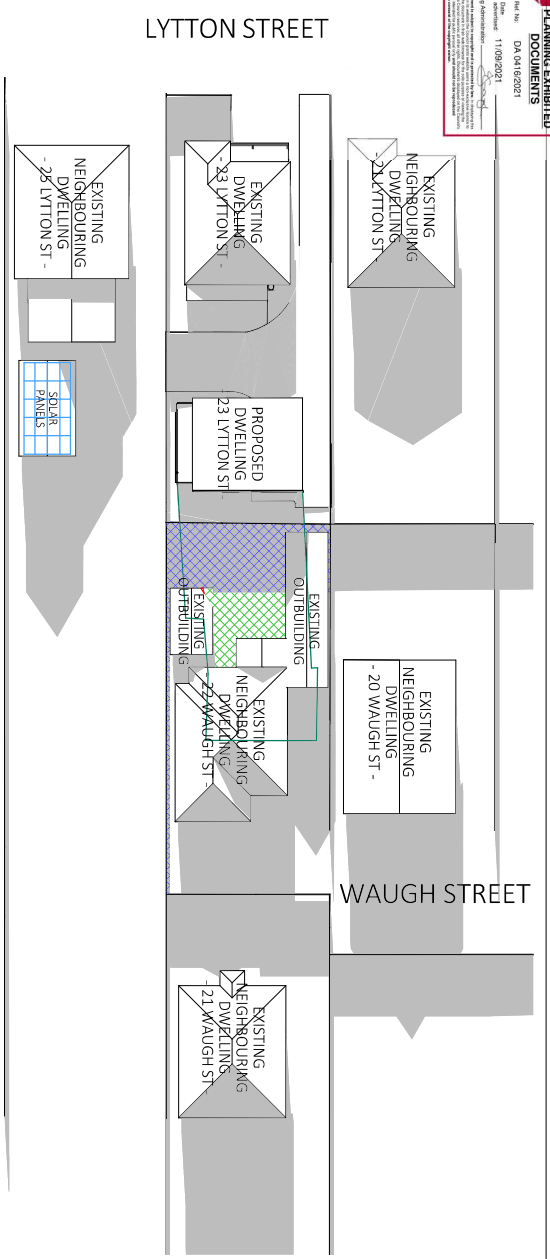 LYTTON STREET
PLANNING EXHIBITED
DOCUMENTS
Ref. No: DA 0416/2021
Date
advertised: 11/09/2021
Administration
EXISTING
NEIGHBOURING
DWELLING
- 25 LYTTON ST -
EXISTING
DWELLING
- 23 LYTTON ST -
EXISTING
NEIGHBOURING
DWELLING
- 21 LYTTON ST -
SOLAR
PANELS
PROPOSED
DWELLING
23 LYTTON ST
EXISTING
OUTBUILDING
EXISTING
OUTBUILDING
EXISTING
NEIGHBOURING
DWELLING
- 22 WAUGH ST -
EXISTING
NEIGHBOURING
DWELLING
- 20 WAUGH ST -
WAUGH STREET
EXISTING
NEIGHBOURING
DWELLING
- 21 WAUGH ST -